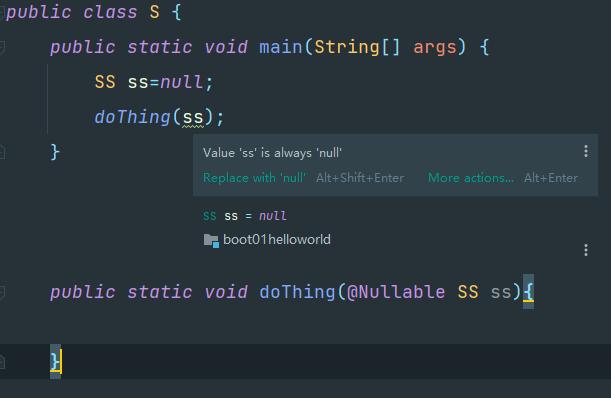 public class S {
public static void main(String[] args) {
SS ss=null;
doThing(ss);
}
Value 'ss' is always 'null'
Replace with 'null' Alt+Shift+Enter More actions... Alt+Enter
SS ss = null
boot01helloworld
public static void doThing(@Nullable SS ss){
}